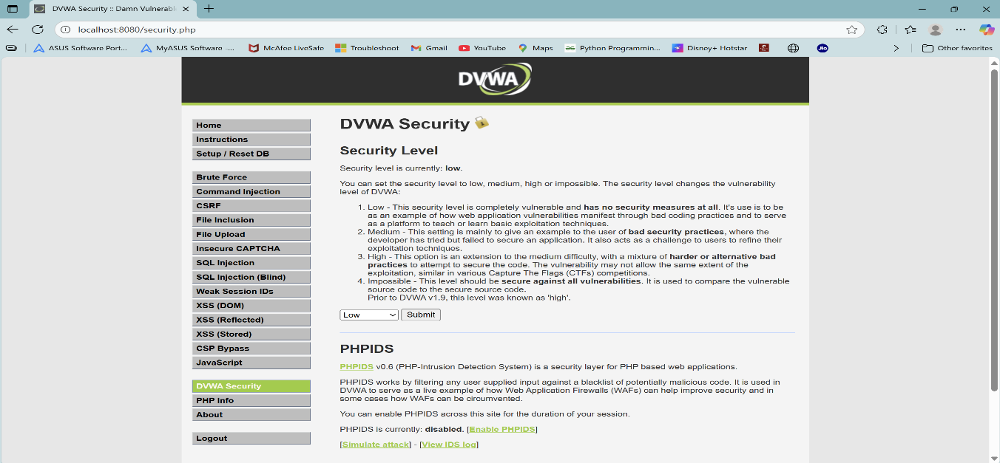 DVWA Security :: Damn Vulnerabl
localhost:8080/security.php
ASUS Software Port...
MyASUS Software -...
McAfee LiveSafe
Troubleshoot
Gmail
YouTube
Maps
Python Programmin...
Disney+ Hotstar
Jio
Other favorites
DVWA
Home
Instructions
Setup / Reset DB
Brute Force
Command Injection
CSRF
File Inclusion
File Upload
Insecure CAPTCHA
SQL Injection
SQL Injection (Blind)
Weak Session IDs
XSS (DOM)
XSS (Reflected)
XSS (Stored)
CSP Bypass
JavaScript
DVWA Security
PHP Info
About
Logout
DVWA Security
Security Level
Security level is currently: low.
You can set the security level to low, medium, high or impossible. The security level changes the vulnerability
level of DVWA:
1. Low - This security level is completely vulnerable and has no security measures at all. It's use is to be
as an example of how web application vulnerabilities manifest through bad coding practices and to serve
as a platform to teach or learn basic exploitation techniques.
2. Medium - This setting is mainly to give an example to the user of bad security practices, where the
developer has tried but failed to secure an application. It also acts as a challenge to users to refine their
exploitation techniques.
3. High - This option is an extension to the medium difficulty, with a mixture of harder or alternative bad
practices to attempt to secure the code. The vulnerability may not allow the same extent of the
exploitation, similar in various Capture The Flags (CTFs) competitions.
4. Impossible - This level should be secure against all vulnerabilities. It is used to compare the vulnerable
source code to the secure source code.
Prior to DVWA v1.9, this level was known as 'high'.
Low
Submit
PHPIDS
PHPIDS v0.6 (PHP-Intrusion Detection System) is a security layer for PHP based web applications.
PHPIDS works by filtering any user supplied input against a blacklist of potentially malicious code. It is used in
DVWA to serve as a live example of how Web Application Firewalls (WAFs) can help improve security and in
some cases how WAFs can be circumvented.
You can enable PHPIDS across this site for the duration of your session.
PHPIDS is currently: disabled. [Enable PHPIDS]
[Simulate attack] - [View IDS log]